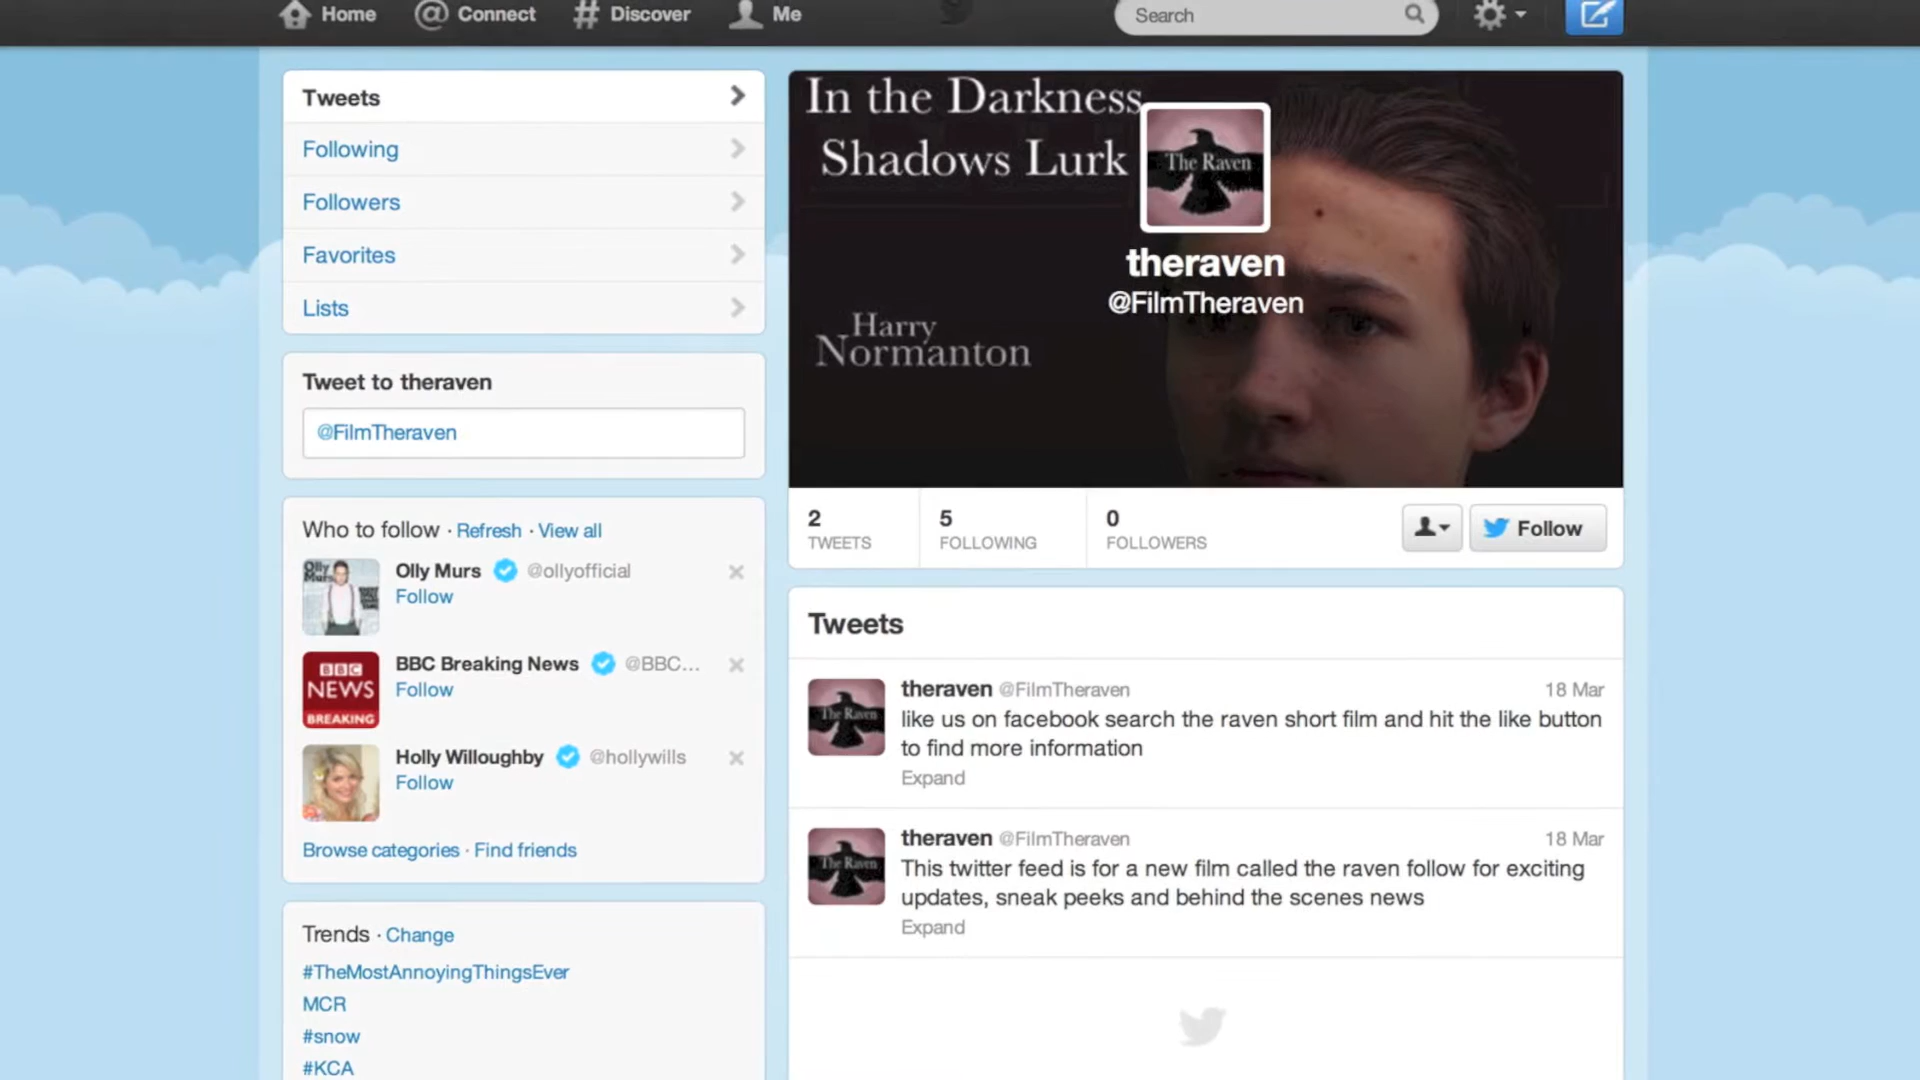 Home
Connect
Discover
Me
Search
Tweets
Following
Followers
Favorites
Lists
Tweet to theraven
@FilmTheraven
Who to follow · Refresh · View all
Olly Murs @ollyofficial
Follow
BBC Breaking News @BBC...
Follow
BBC
NEWS
BREAKING
Holly Willoughby @hollywills
Follow
Browse categories · Find friends
Trends · Change
#TheMostAnnoyingThingsEver
MCR
#snow
#KCA
In the Darkness
Shadows Lurk
The Raven
theraven
@FilmTheraven
Harry
Normanton
2
TWEETS
5
FOLLOWING
0
FOLLOWERS
Follow
Tweets
The Raven
theraven @FilmTheraven 18 Mar
like us on facebook search the raven short film and hit the like button
to find more information
Expand
The Raven
theraven @FilmTheraven 18 Mar
This twitter feed is for a new film called the raven follow for exciting
updates, sneak peeks and behind the scenes news
Expand